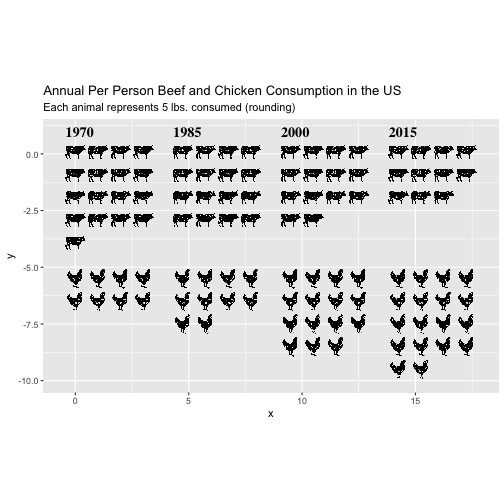 Annual Per Person Beef and Chicken Consumption in the US
Each animal represents 5 lbs. consumed (rounding)
1970 1985 2000 2015
0.0
-2.5
-5.0
-7.5
-10.0
y
0 5 10 15
x